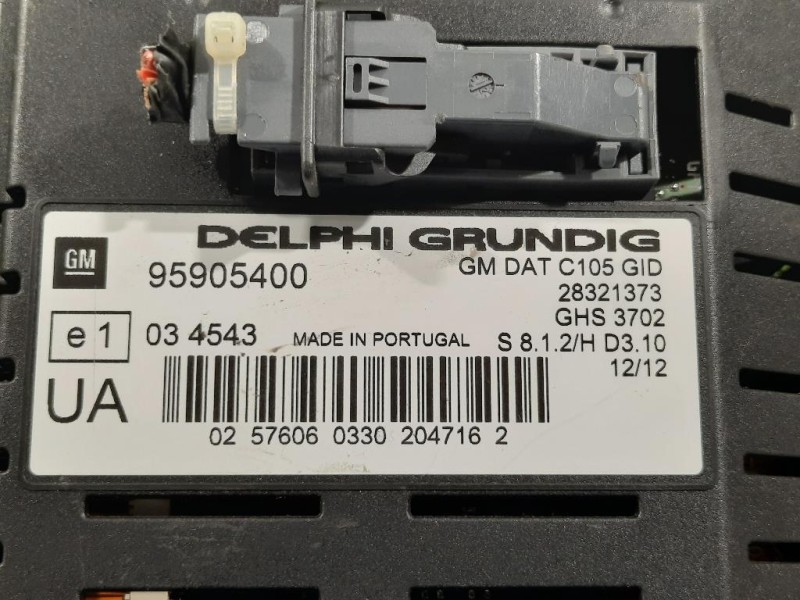 DELPHI GRUNDIG
GM
95905400
GM DAT C105 GID
28321373
GHS 3702
e 1
03 4543
MADE IN PORTUGAL
S 8.1.2/H D3.10
12/12
UA
02 57606 0330 204716 2